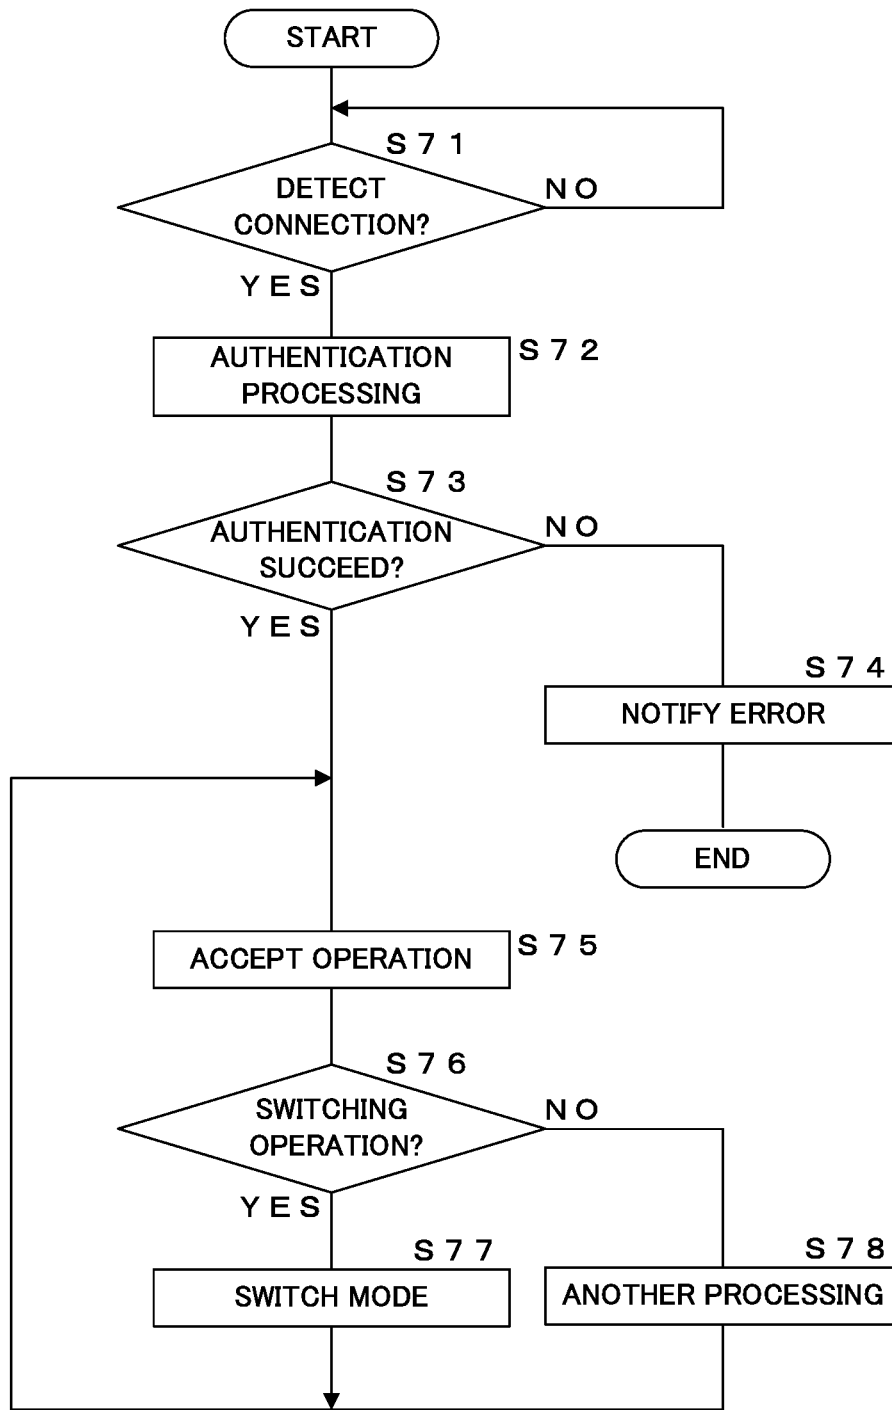 START
S71
DETECT
CONNECTION?
NO
YES
AUTHENTICATION
PROCESSING
S72
S73
AUTHENTICATION
SUCCEED?
NO
YES
S74
NOTIFY ERROR
END
ACCEPT OPERATION
S75
S76
SWITCHING
OPERATION?
NO
YES
S77
SWITCH MODE
S78
ANOTHER PROCESSING